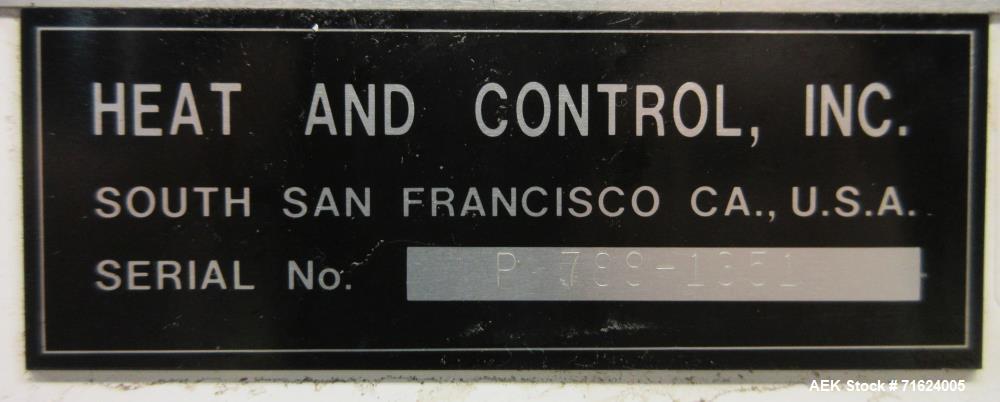 HEAT AND CONTROL, INC.
SOUTH SAN FRANCISCO CA., U.S.A.
SERIAL No.
AEK Stock #71624005